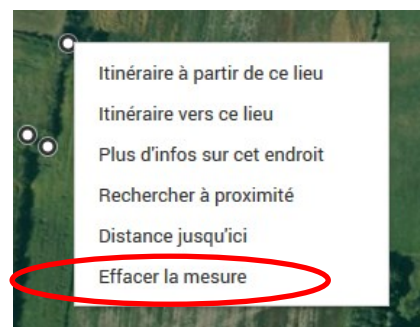 Itinéraire à partir de ce lieu
Itinéraire vers ce lieu
Plus d'infos sur cet endroit
Rechercher à proximité
Distance jusqu'ici
Effacer la mesure